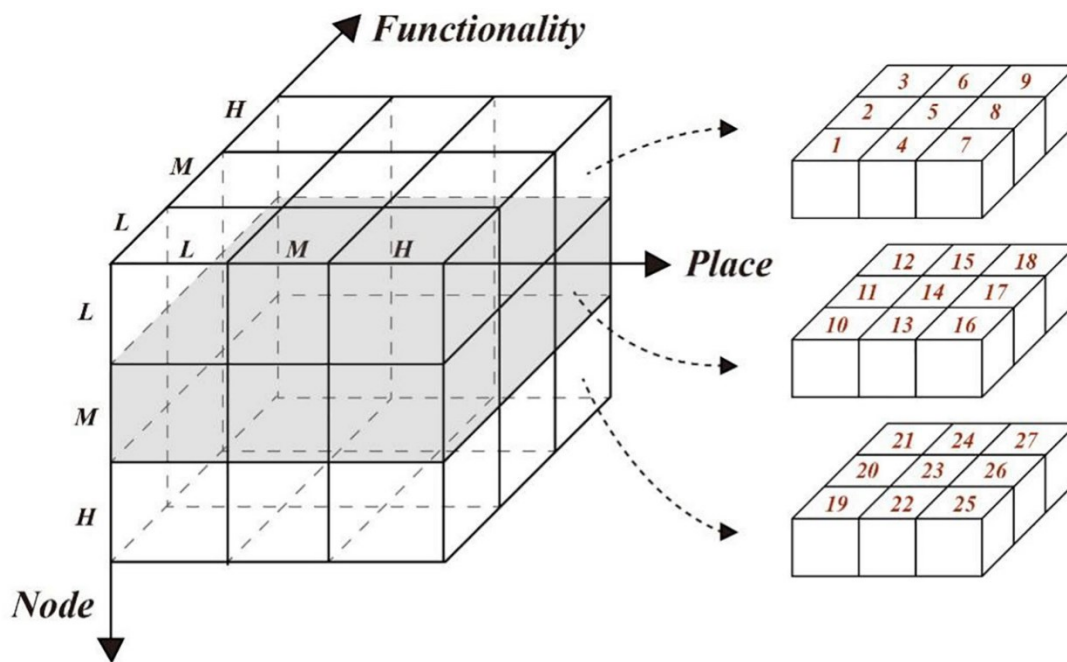 Functionality
H
M
L
L M H
Place
L
M
H
Node
3 6 9
2 5 8
1 4 7
12 15 18
11 14 17
10 13 16
21 24 27
20 23 26
19 22 25